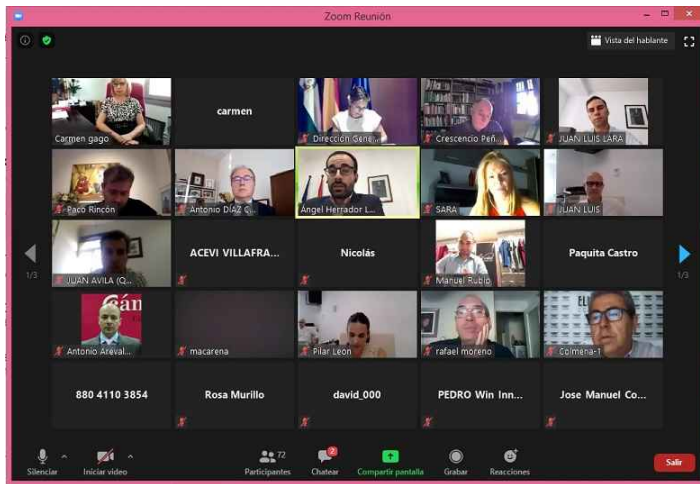 Zoom Reunión
Vista del hablante
Carmen gago
carmen
Dirección Gene...
Crescencio Peñ...
JUAN LUIS LARA
Paco Rincón
Antonio DIAZ C...
Ángel Herrador L...
SARA
JUAN LUIS
JUAN AVILA (Q...
ACEVI VILLAFRA...
Nicolás
Manuel Rubio
Paquita Castro
1/3
1/3
Antonio Arèval...
macarena
Pilar Leon
rafael moreno
Colmena-1
880 4110 3854
Rosa Murillo
david_000
PEDRO Win Inn...
Jose Manuel Co...
Silenciar
Iniciar video
Participantes
72
Chatear
2
Compartir pantalla
Grabar
Reacciones
Salir